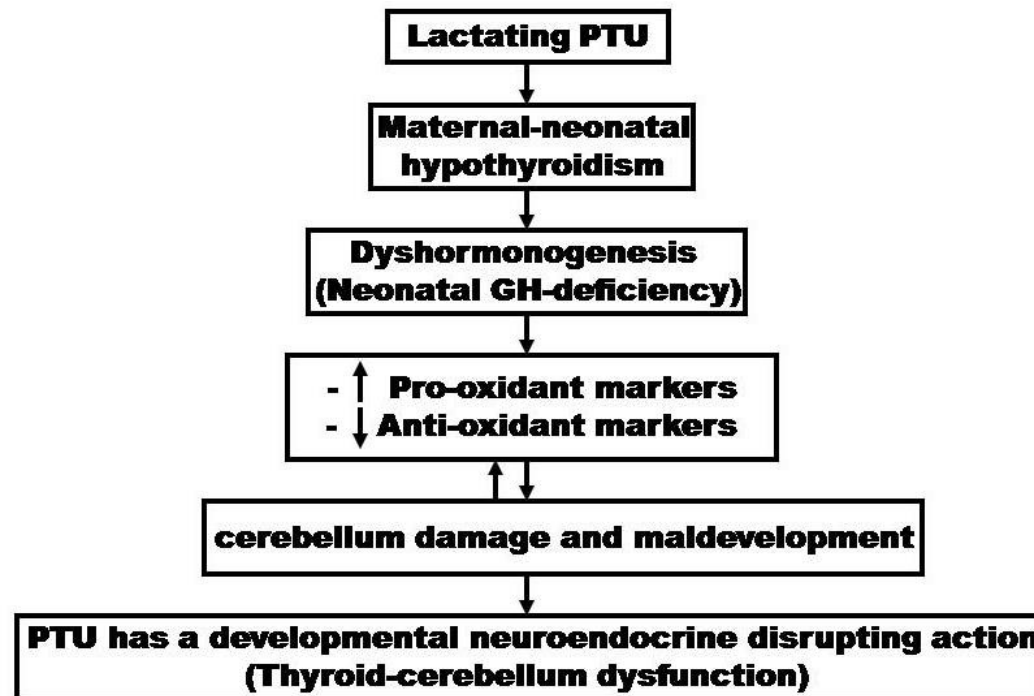 Lactating PTU
Maternal-neonatal
hypothyroidism
Dyshormonogenesis
(Neonatal GH-deficiency)
- ↑ Pro-oxidant markers
- ↓ Anti-oxidant markers
cerebellum damage and maldevelopment
PTU has a developmental neuroendocrine disrupting action
(Thyroid-cerebellum dysfunction)